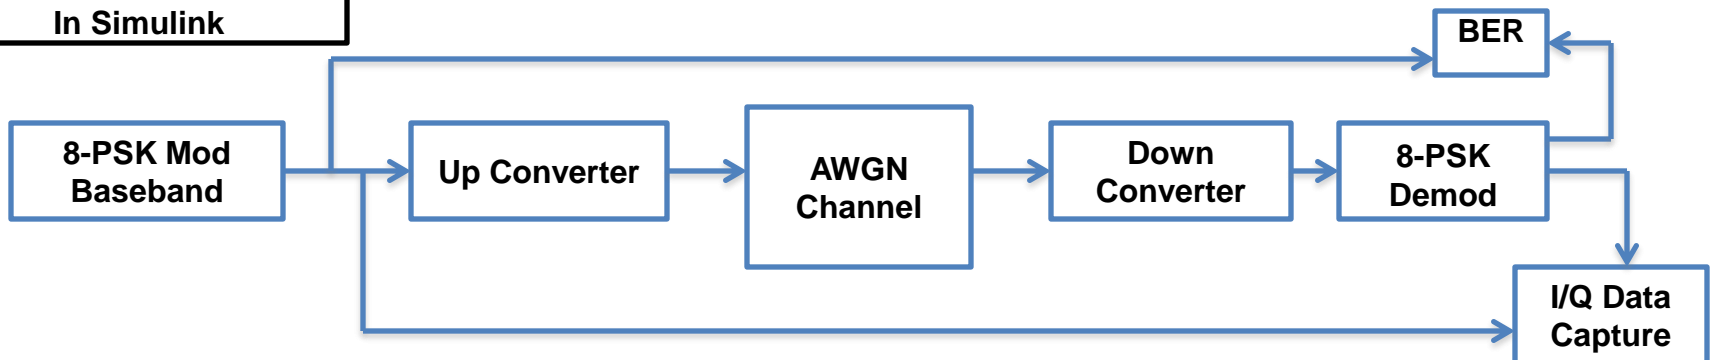 In Simulink
BER
8-PSK Mod
Baseband
Up Converter
AWGN
Channel
Down
Converter
8-PSK
Demod
I/Q Data
Capture